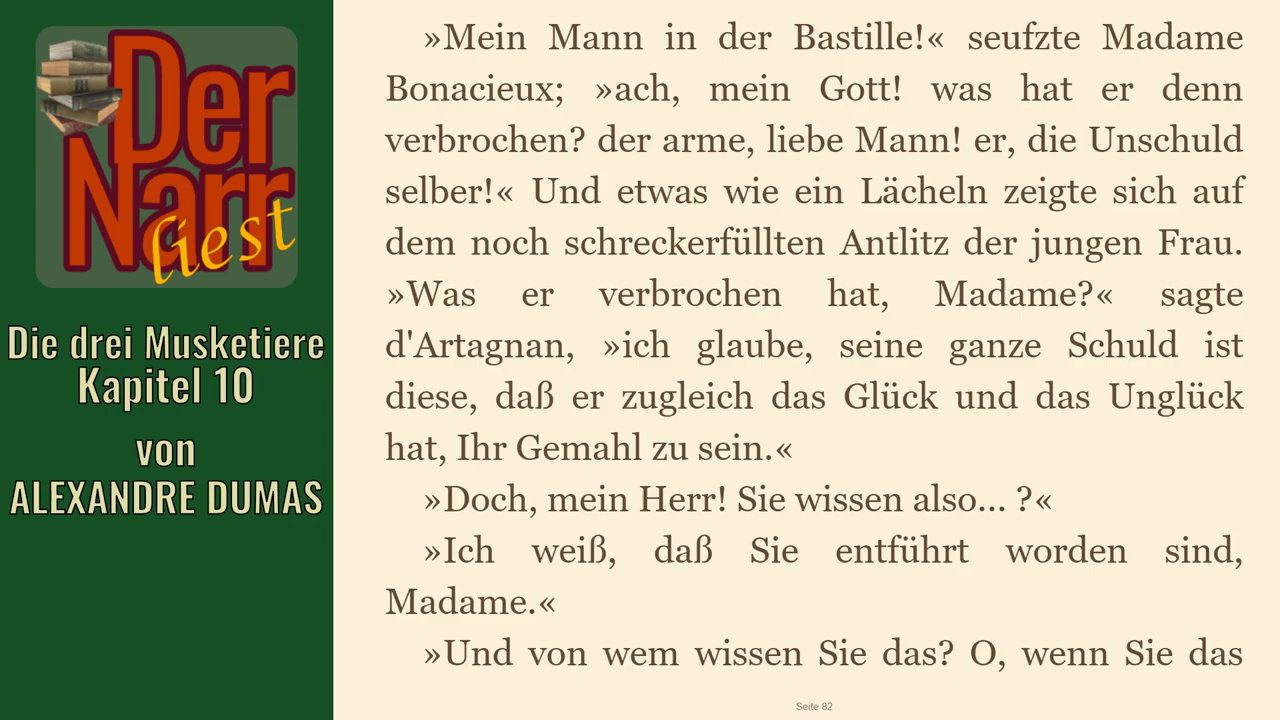 Der
Narr
liest
Die drei Musketiere
Kapitel 10
von
ALEXANDRE DUMAS
»Mein Mann in der Bastille!« seufzte Madame
Bonacieux; »ach, mein Gott! was hat er denn
verbrochen? der arme, liebe Mann! er, die Unschuld
selber!« Und etwas wie ein Lächeln zeigte sich auf
dem noch schreckerfüllten Antlitz der jungen Frau.
»Was er verbrochen hat, Madame?« sagte
d'Artagnan, »ich glaube, seine ganze Schuld ist
diese, daß er zugleich das Glück und das Unglück
hat, Ihr Gemahl zu sein.«
»Doch, mein Herr! Sie wissen also... ?«
»Ich weiß, daß Sie entführt worden sind,
Madame.«
»Und von wem wissen Sie das? O, wenn Sie das
Seite 82